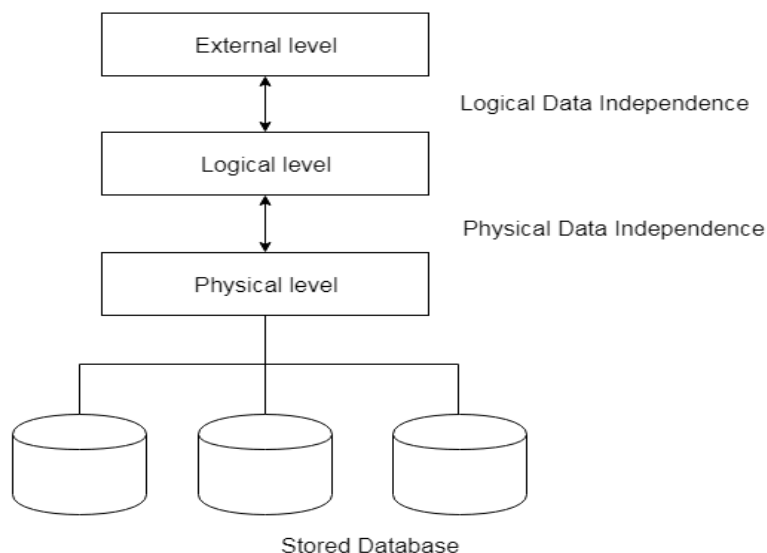 External level
Logical Data Independence
Logical level
Physical Data Independence
Physical level
Stored Database